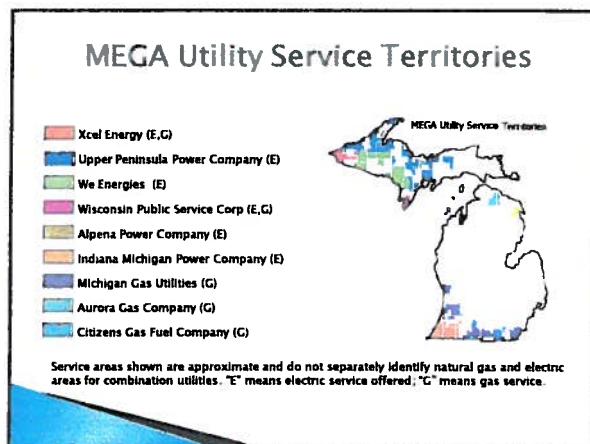 MEGA Utility Service Territories
MEGA Utility Service Territories
Xcel Energy (E,G)
Upper Peninsula Power Company (E)
We Energies (E)
Wisconsin Public Service Corp (E,G)
Alpena Power Company (E)
Indiana Michigan Power Company (E)
Michigan Gas Utilities (G)
Aurora Gas Company (G)
Citizens Gas Fuel Company (G)
Service areas shown are approximate and do not separately identify natural gas and electric
areas for combination utilities. "E" means electric service offered; "G" means gas service.